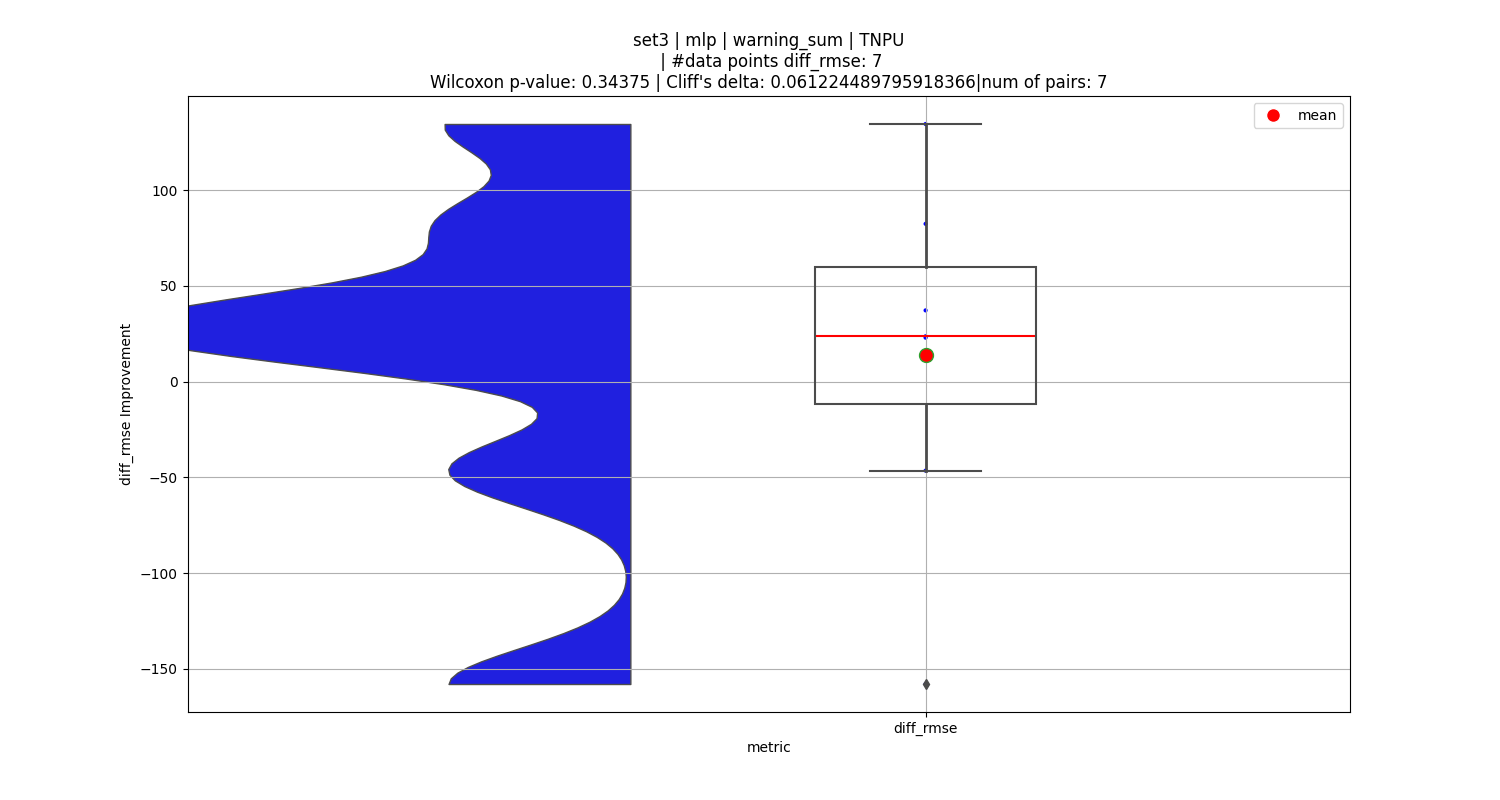 set3 | mlp | warning_sum | TNPU
| #data points diff_rmse: 7
Wilcoxon p-value: 0.34375 | Cliff's delta: 0.061224489795918366|num of pairs: 7
mean
100
50
0
−50
−100
−150
diff_rmse Improvement
diff_rmse
metric